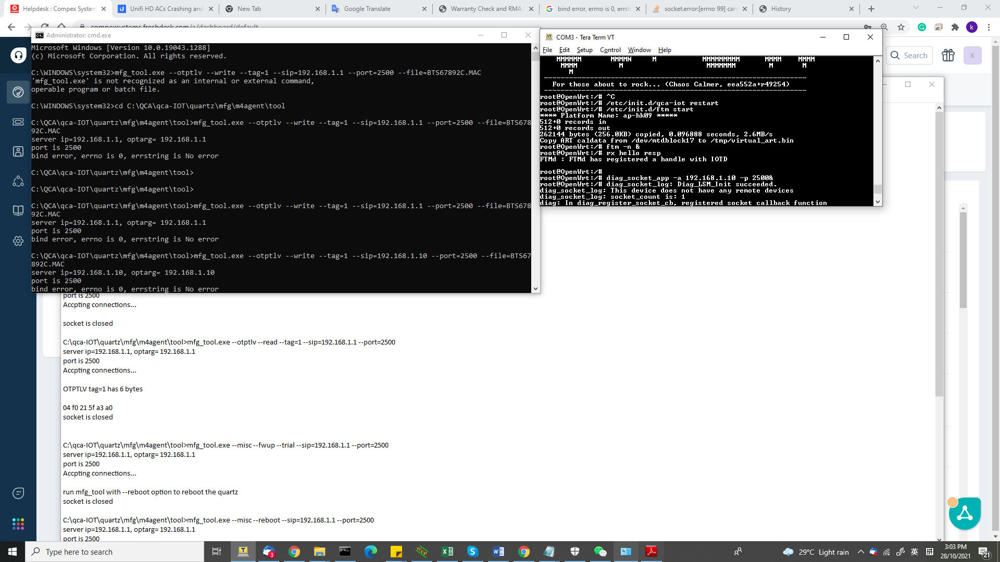 Helpdesk : Compex System
Unifi HD ACs Crashing and
New Tab
Google Translate
Warranty Check and RMA
bind error, errno is 0, errst
socket.error:[errno 99] can
History
compexsystems.freshdesk.com/a/dashboard/default
k
Administrator: cmd.exe
Microsoft Windows [Version 10.0.19043.1288]
(c) Microsoft Corporation. All rights reserved.
C:\WINDOWS\system32>mfg_tool.exe --otptlv --write --tag=1 --sip=192.168.1.1 --port=2500 --file=BTS67892C.MAC
'mfg_tool.exe' is not recognized as an internal or external command,
operable program or batch file.
C:\WINDOWS\system32>cd C:\QCA\qca-IOT\quartz\mfg\m4agent\tool
C:\QCA\qca-IOT\quartz\mfg\m4agent\tool>mfg_tool.exe --otptlv --write --tag=1 --sip=192.168.1.1 --port=2500 --file=BTS678
92C.MAC
server ip=192.168.1.1, optarg= 192.168.1.1
port is 2500
bind error, errno is 0, errstring is No error
C:\QCA\qca-IOT\quartz\mfg\m4agent\tool>
C:\QCA\qca-IOT\quartz\mfg\m4agent\tool>
C:\QCA\qca-IOT\quartz\mfg\m4agent\tool>mfg_tool.exe --otptlv --write --tag=1 --sip=192.168.1.1 --port=2500 --file=BTS678
92C.MAC
server ip=192.168.1.1, optarg= 192.168.1.1
port is 2500
bind error, errno is 0, errstring is No error
C:\QCA\qca-IOT\quartz\mfg\m4agent\tool>mfg_tool.exe --otptlv --write --tag=1 --sip=192.168.1.10 --port=2500 --file=BTS67
892C.MAC
server ip=192.168.1.10, optarg= 192.168.1.10
port is 2500
bind error, errno is 0, errstring is No error
COM3 - Tera Term VT
File Edit Setup Control Window Help
MMMMMM MMMMN M MMMMMMMMM MMMM MMMM
MMMM M MMMMMMM M M
M
---------------------------------------------------------------
For those about to rock... (Chaos Calmer, eea552a+r49254)
---------------------------------------------------------------
root@OpenWrt:/# ^C
root@OpenWrt:/# /etc/init.d/qca-iot restart
root@OpenWrt:/# /etc/init.d/ftm start
**** Platform Name: ap-hk09 *****
512+0 records in
512+0 records out
262144 bytes (256.0KB) copied, 0.096888 seconds, 2.6MB/s
Copy ART caldata from /dev/mtdblock17 to /tmp/virtual_art.bin
root@OpenWrt:/# ftm -n &
root@OpenWrt:/# rx hello resp
FTMd : FTMd has registered a handle with IOTD
root@OpenWrt:/#
root@OpenWrt:/# diag_socket_app -a 192.168.1.10 -p 2500&
root@OpenWrt:/# diag_socket_log: Diag_LSM_Init succeeded.
diag_socket_log: This device does not have any remote devices
diag_socket_log: socket_count is: 1
diag: In diag_register_socket_cb, registered socket callback function
Search
K
port is 2500
Accpting connections...
socket is closed
C:\qca-IOT\quartz\mfg\m4agent\tool>mfg_tool.exe --otptlv --read --tag=1 --sip=192.168.1.1 --port=2500
server ip=192.168.1.1, optarg= 192.168.1.1
port is 2500
Accpting connections...
OTPTLV tag=1 has 6 bytes
04 f0 21 5f a3 a0
socket is closed
C:\qca-IOT\quartz\mfg\m4agent\tool>mfg_tool.exe --misc --fwup --trial --sip=192.168.1.1 --port=2500
server ip=192.168.1.1, optarg= 192.168.1.1
port is 2500
Accpting connections...
run mfg_tool with --reboot option to reboot the quartz
socket is closed
C:\qca-IOT\quartz\mfg\m4agent\tool>mfg_tool.exe --misc --reboot --sip=192.168.1.1 --port=2500
server ip=192.168.1.1, optarg= 192.168.1.1
port is 2500
Type here to search
3
29°C Light rain
英
拼
3:03 PM
28/10/2021
21